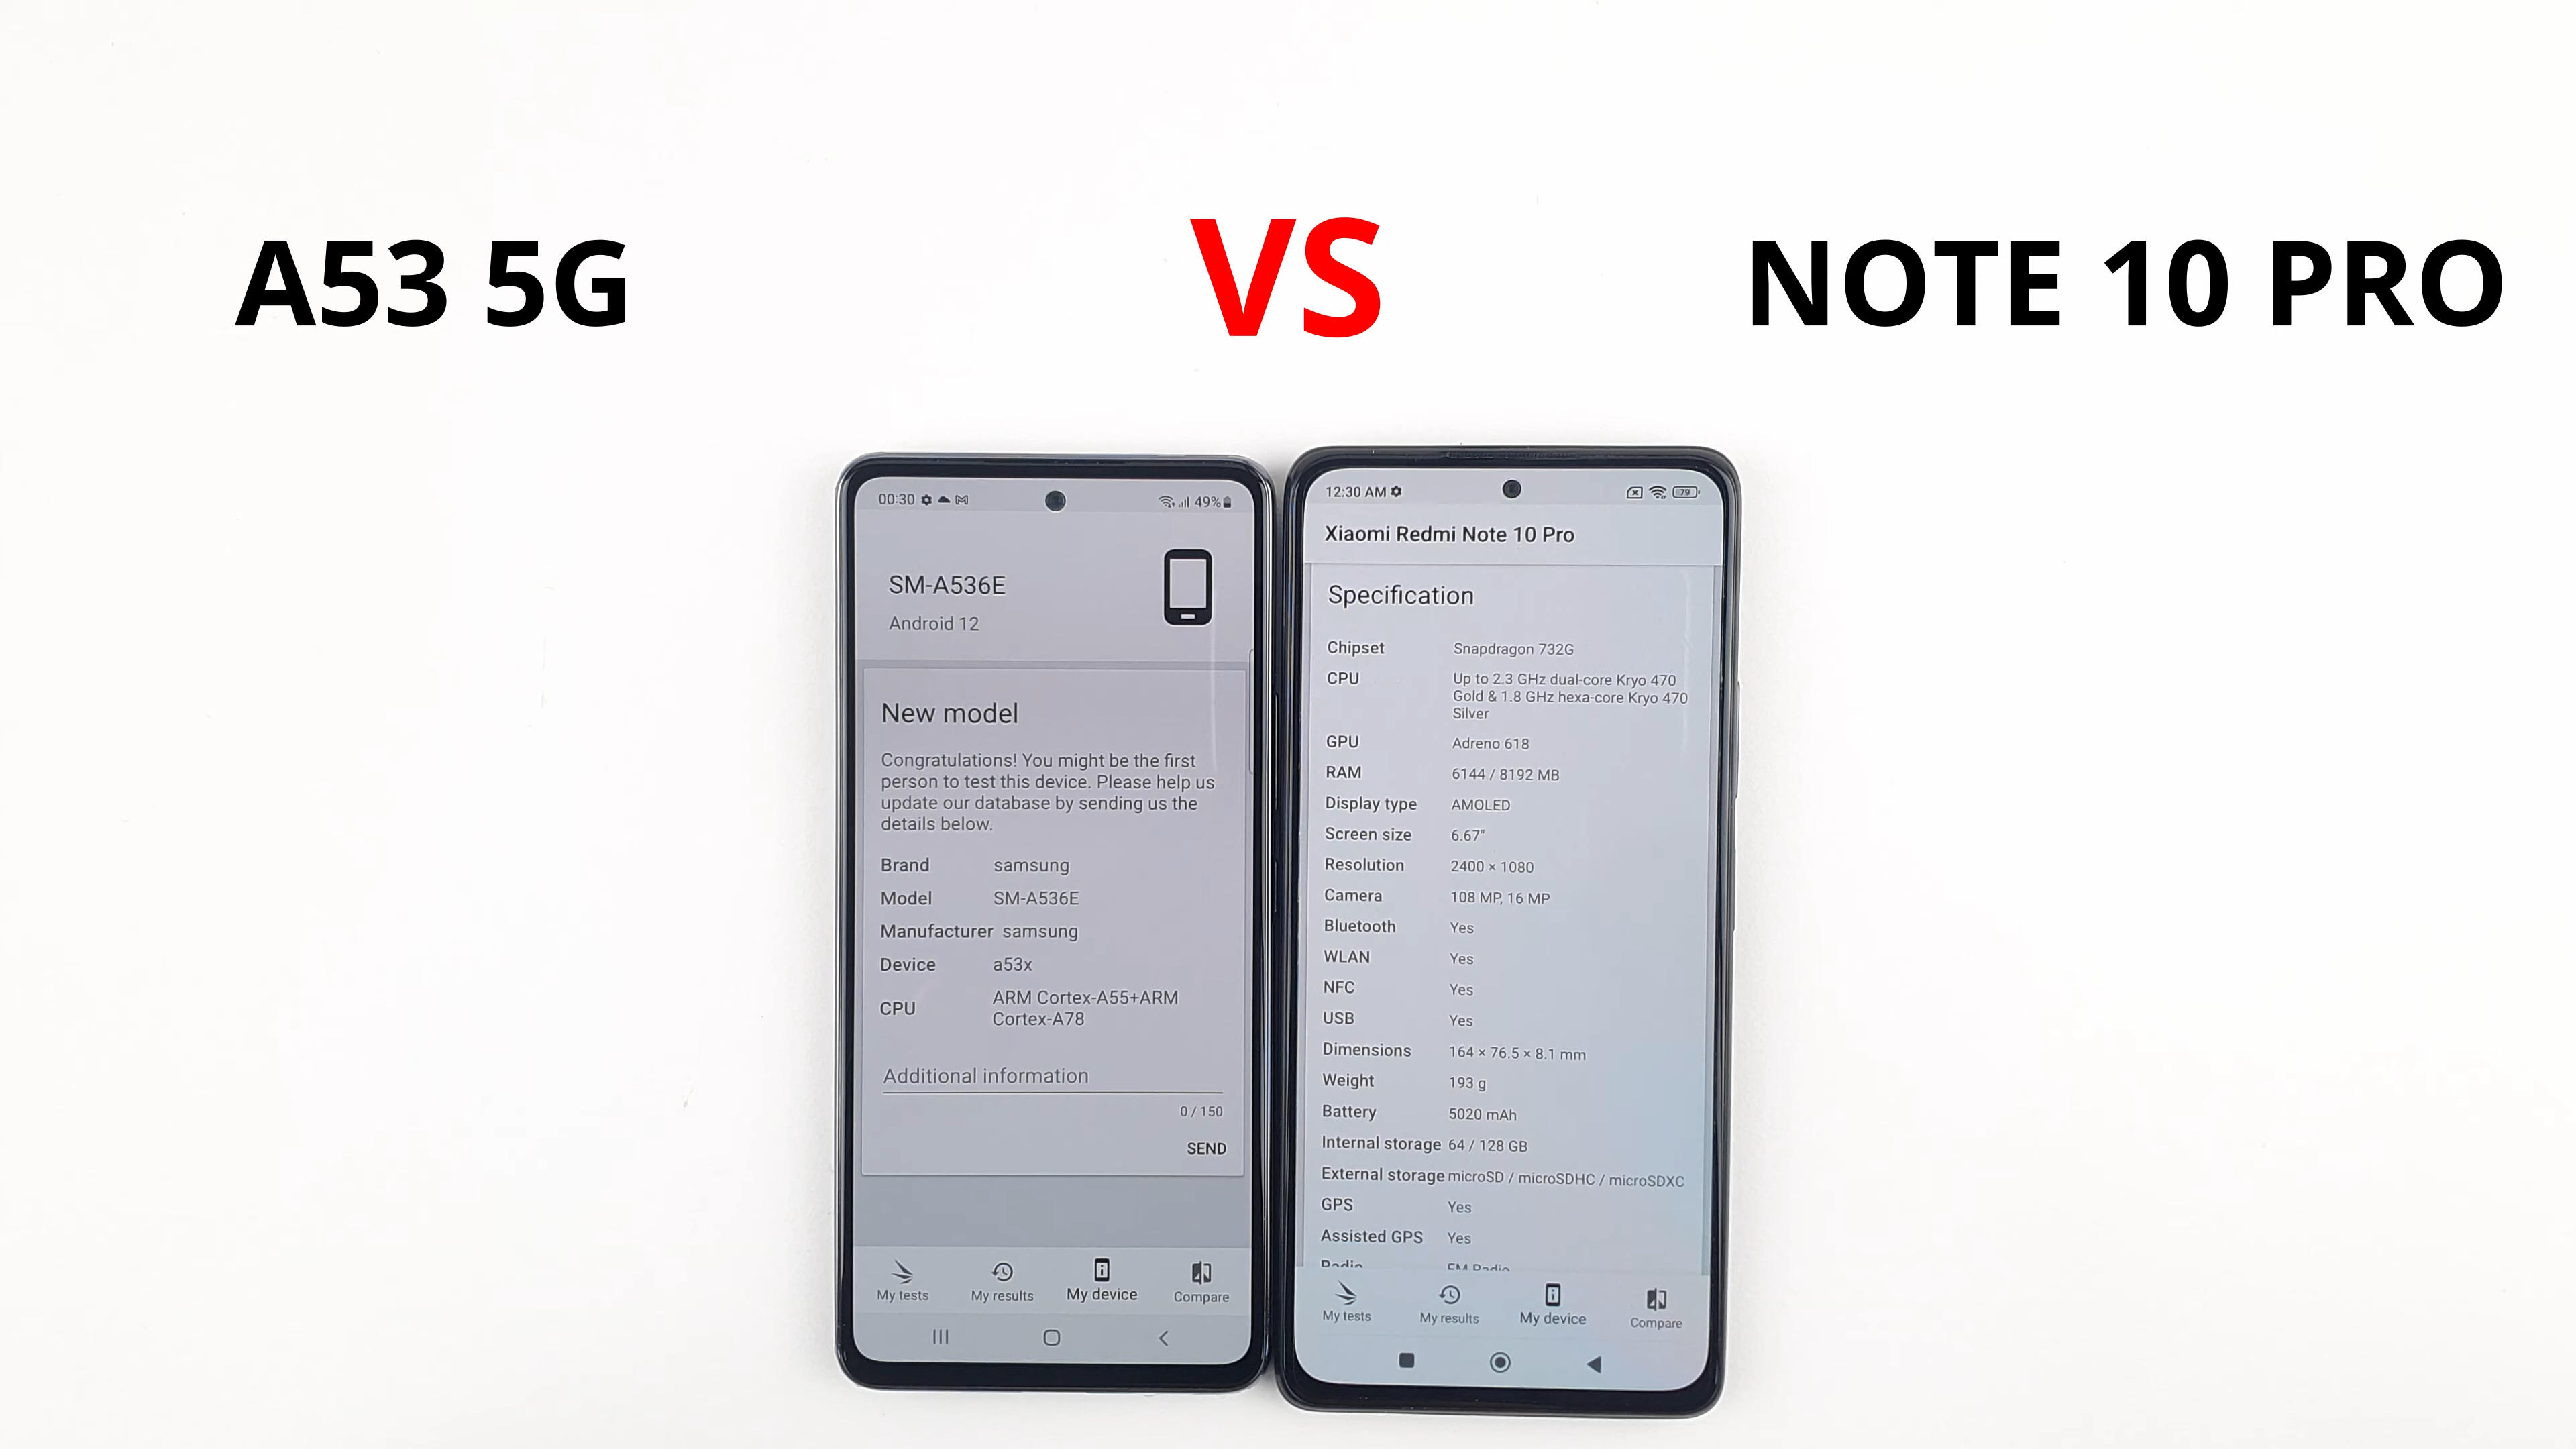 A53 5G
VS
NOTE 10 PRO
00:30
49%
SM-A536E
Android 12
New model
Congratulations! You might be the first
person to test this device. Please help us
update our database by sending us the
details below.
Brand samsung
Model SM-A536E
Manufacturer samsung
Device a53x
CPU ARM Cortex-A55+ARM
Cortex-A78
Additional information
0 / 150
SEND
My tests My results My device Compare
12:30 AM
79
Xiaomi Redmi Note 10 Pro
Specification
Chipset Snapdragon 732G
CPU Up to 2.3 GHz dual-core Kryo 470
Gold & 1.8 GHz hexa-core Kryo 470
Silver
GPU Adreno 618
RAM 6144 / 8192 MB
Display type AMOLED
Screen size 6.67"
Resolution 2400 × 1080
Camera 108 MP, 16 MP
Bluetooth Yes
WLAN Yes
NFC Yes
USB Yes
Dimensions 164 × 76.5 × 8.1 mm
Weight 193 g
Battery 5020 mAh
Internal storage 64 / 128 GB
External storage microSD / microSDHC / microSDXC
GPS Yes
Assisted GPS Yes
Radio FM Radio
My tests My results My device Compare